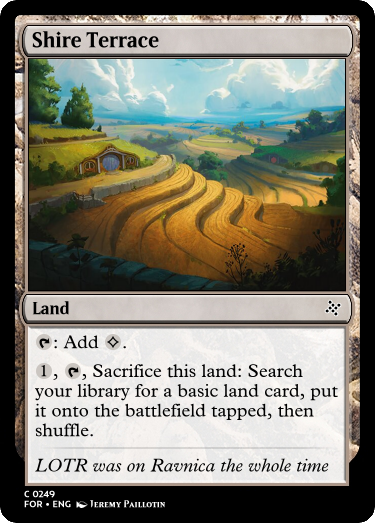 Shire Terrace
Land
: Add .
1, , Sacrifice this land: Search
your library for a basic land card, put
it onto the battlefield tapped, then
shuffle.
LOTR was on Ravnica the whole time
C 0249
FOR • ENG JEREMY PAILLOTIN